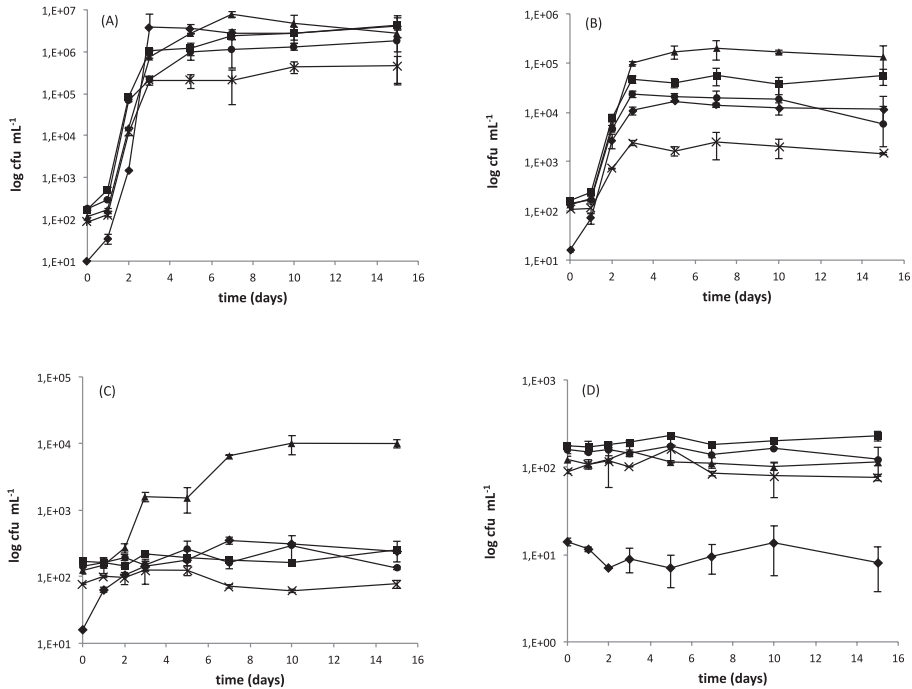 (A)
1,E+07
1,E+06
1,E+05
1,E+04
1,E+03
1,E+02
1,E+01
log cfu mL-1
0 2 4 6 8 10 12 14 16
time (days)
(B)
1,E+06
1,E+05
1,E+04
1,E+03
1,E+02
1,E+01
log cfu mL-1
0 2 4 6 8 10 12 14 16
time (days)
(C)
1,E+05
1,E+04
1,E+03
1,E+02
1,E+01
log cfu mL-1
0 2 4 6 8 10 12 14 16
time (days)
(D)
1,E+03
1,E+02
1,E+01
1,E+00
log cfu mL-1
0 2 4 6 8 10 12 14 16
time (days)